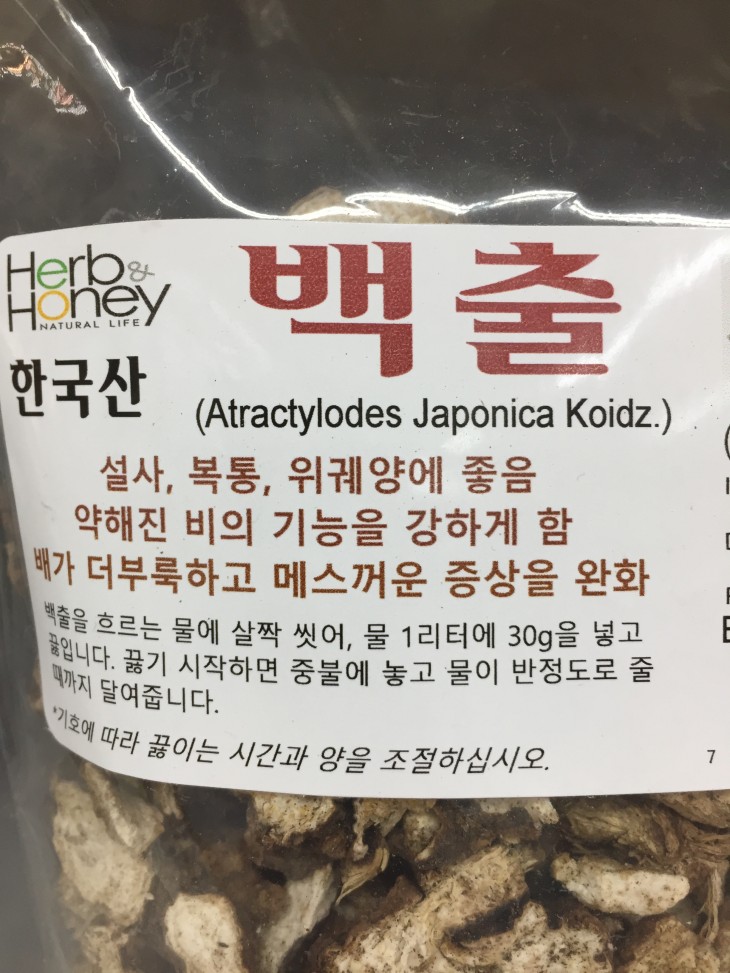 Herb &
Honey
NATURAL LIFE
백출
한국산
(Atractylodes Japonica Koidz.)
설사, 복통, 위궤양에 좋음
약해진 비의 기능을 강하게 함
배가 더부룩하고 메스꺼운 증상을 완화
백출을 흐르는 물에 살짝 씻어, 물 1리터에 30g을 넣고
끓입니다. 끓기 시작하면 중불에 놓고 물이 반정도로 줄
때까지 달여줍니다.
*기호에 따라 끓이는 시간과 양을 조절하십시오.
7